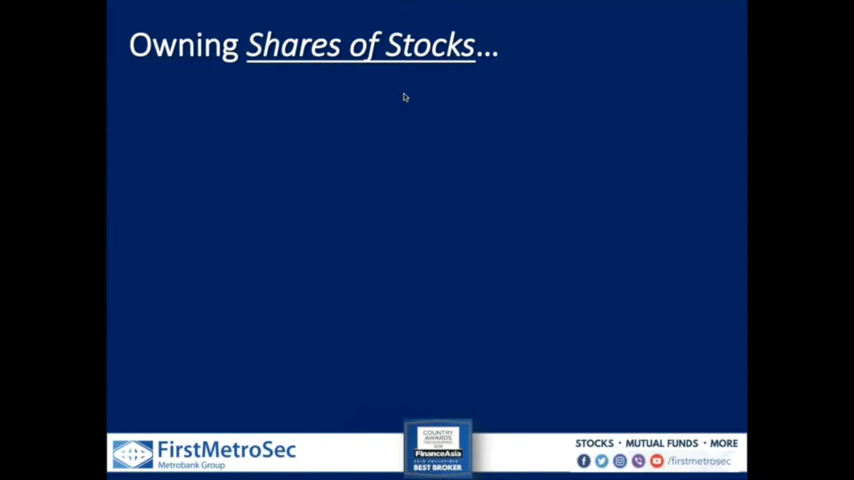 Owning Shares of Stocks...
FirstMetroSec
Metrobank Group
COUNTRY
AWARDS
FinanceAsia
BEST BROKER
STOCKS • MUTUAL FUNDS • MORE
/firstmetrosec